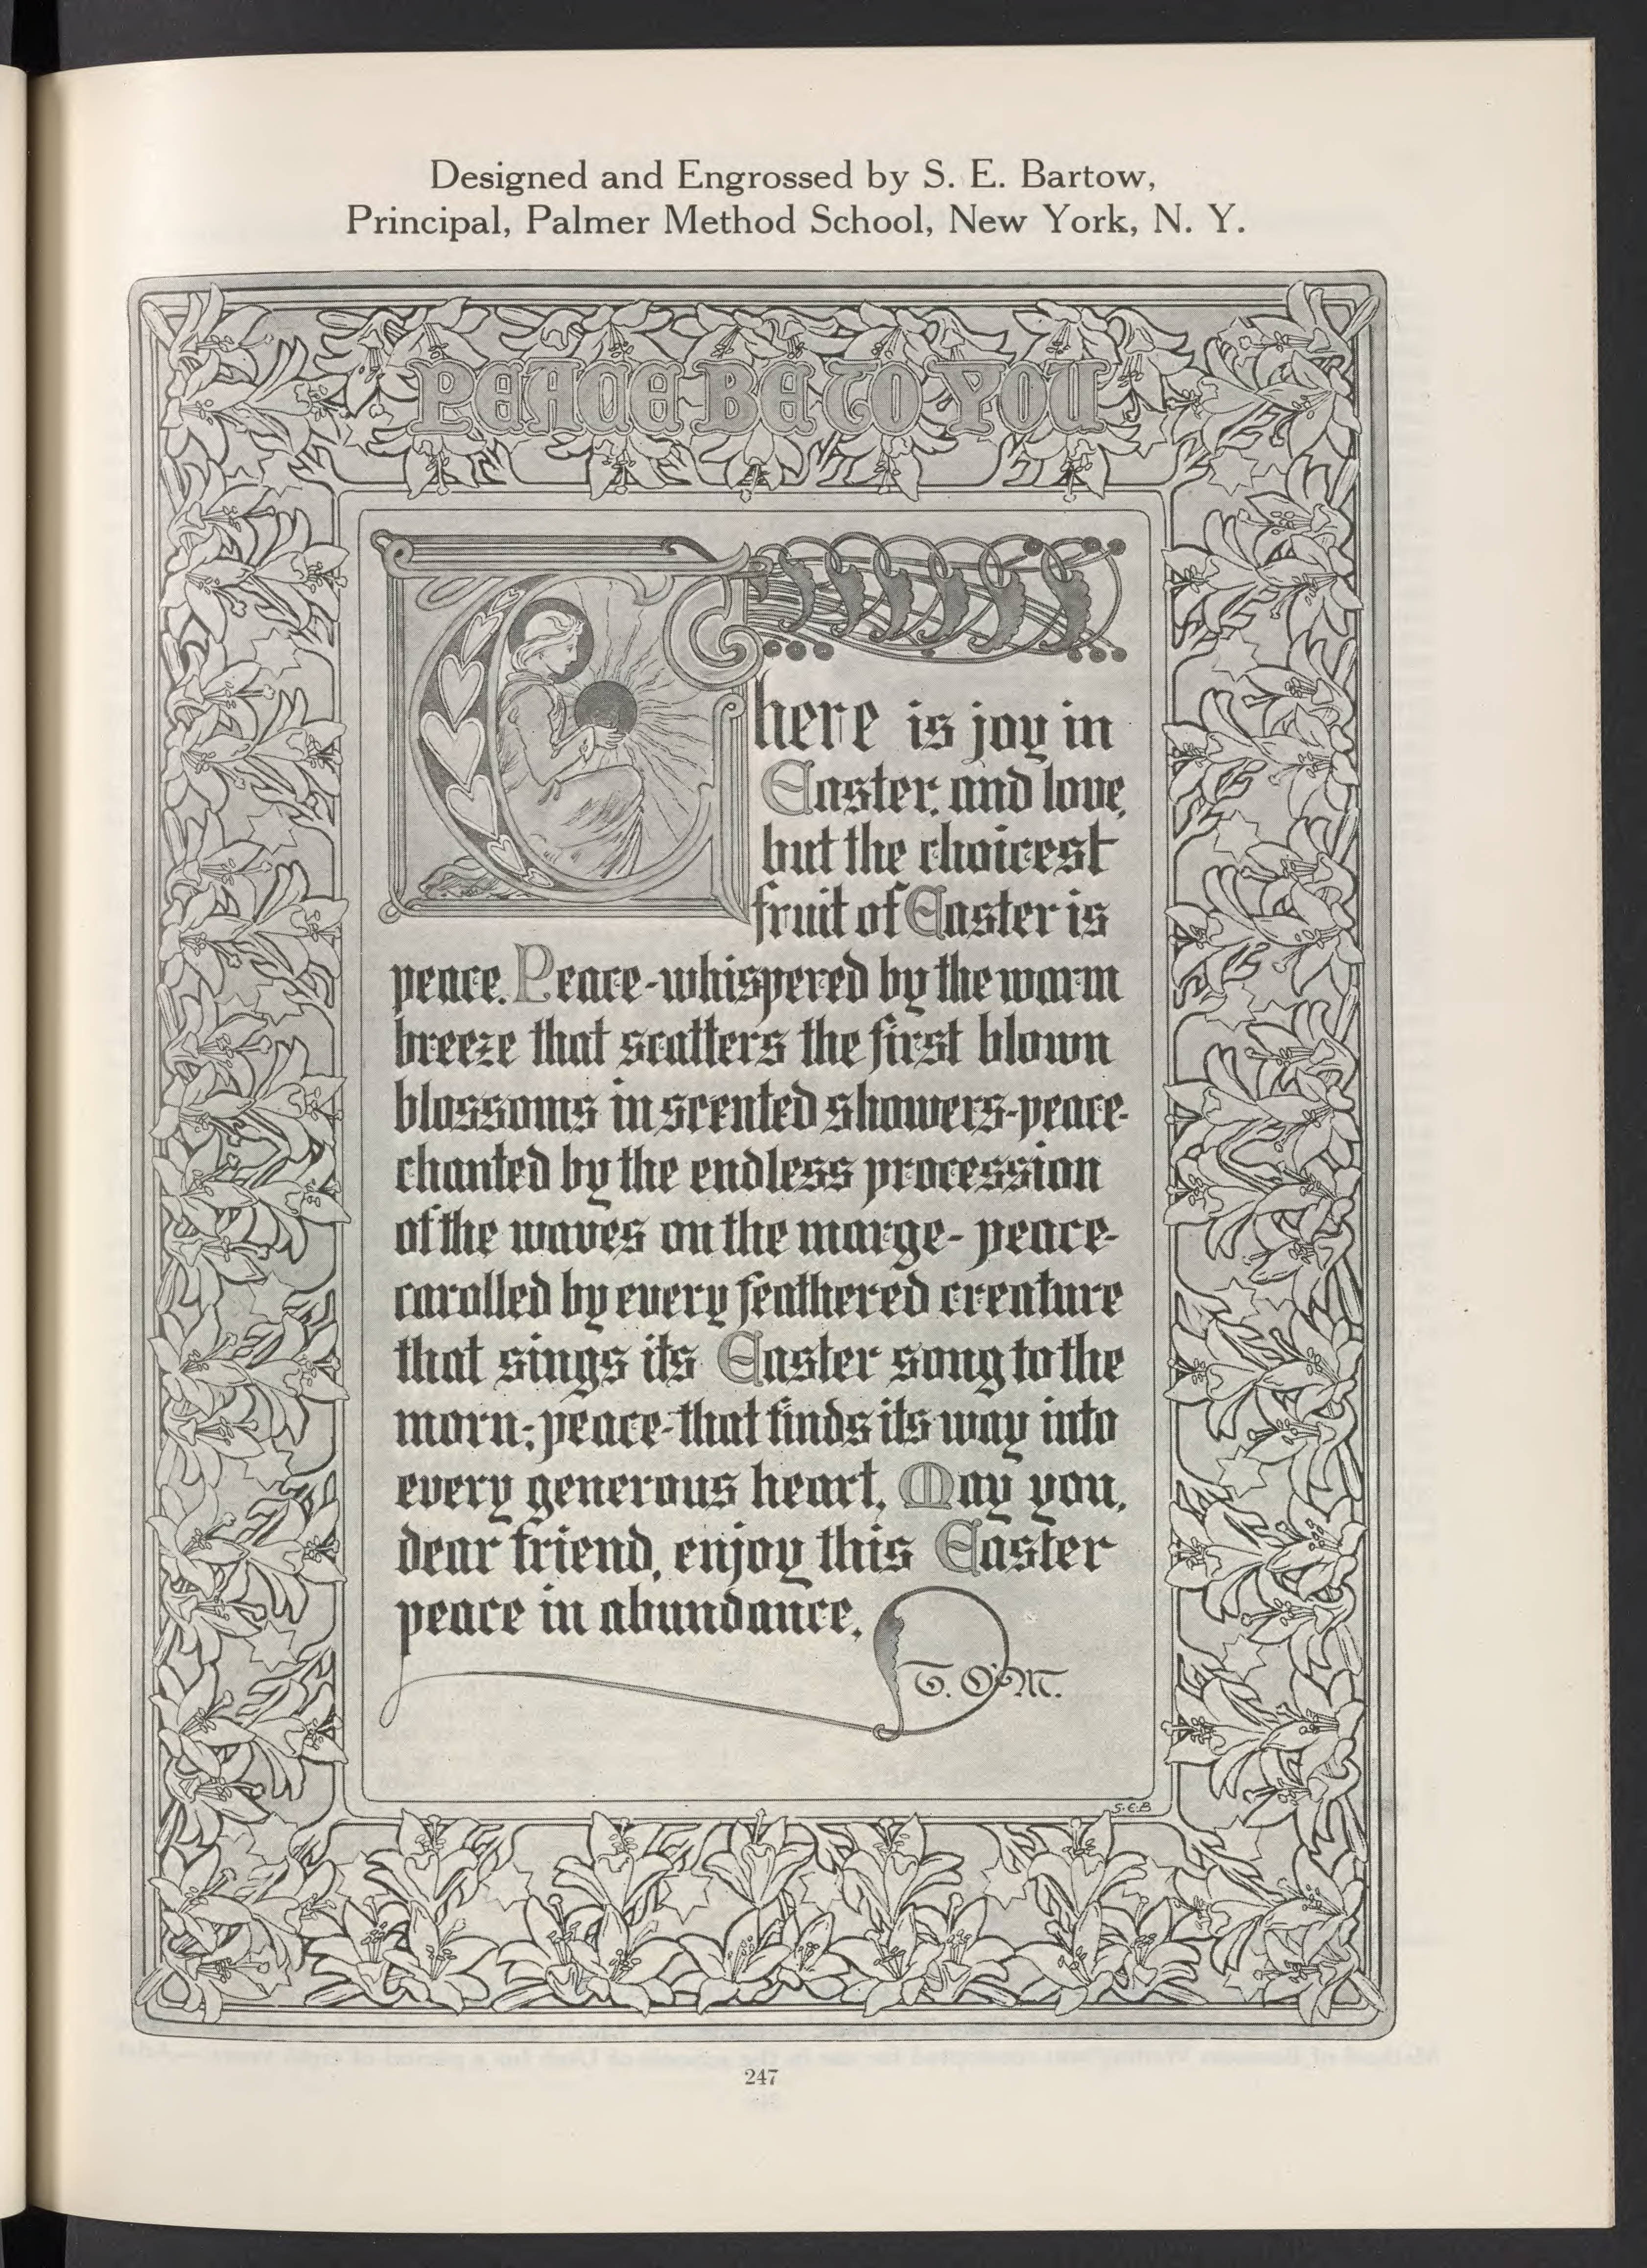 Designed and Engrossed by S. E. Bartow,
Principal, Palmer Method School, New York, N. Y.
PEACE BE TO YOU
There is joy in
Easter, and love,
but the choicest
fruit of Easter is
peace. Peace-whispered by the warm
breeze that scatters the first blown
blossoms in scented showers-peace-
chanted by the endless procession
of the waves on the marge- peace-
carolled by every feathered creature
that sings its Easter song to the
morn; peace-that finds its way into
every generous heart. May you,
dear friend, enjoy this Easter
peace in abundance.
T. O'M.
S.E.B
247